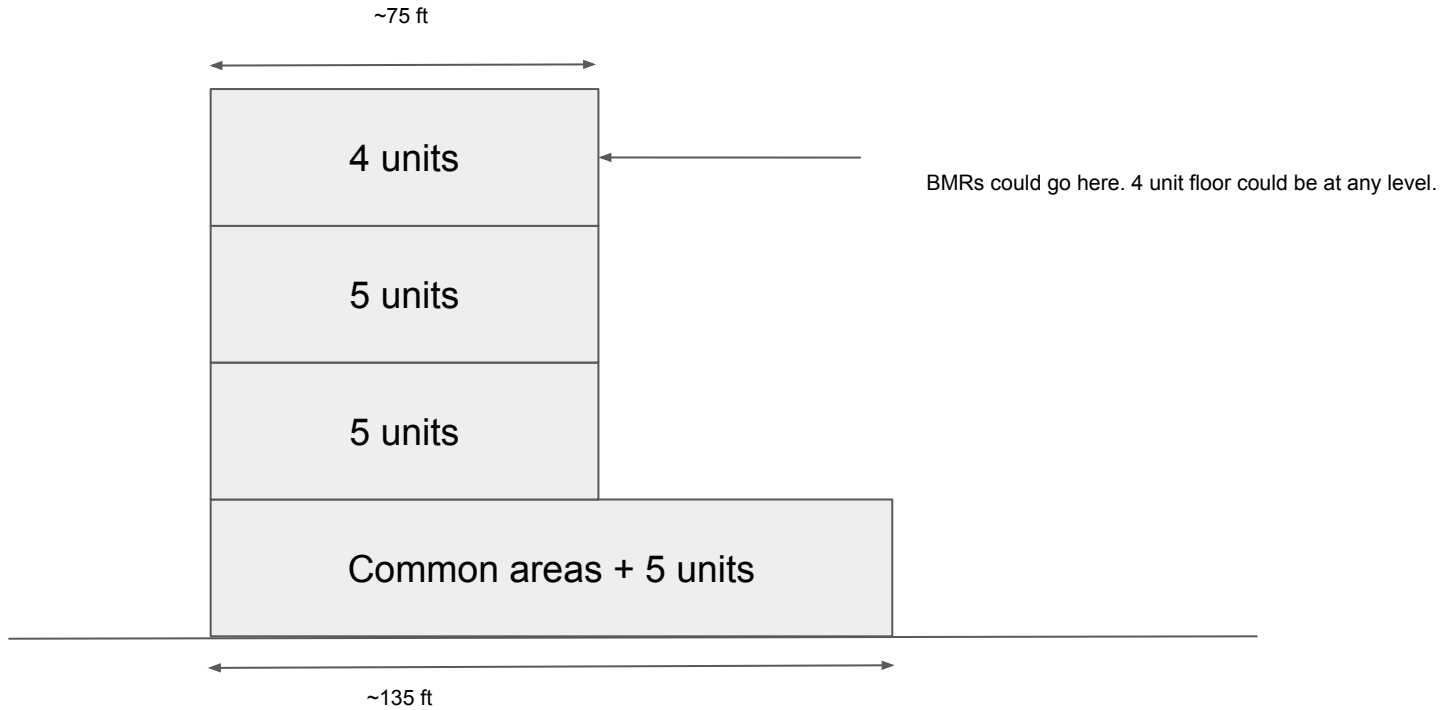 ~75 ft
4 units
BMRs could go here. 4 unit floor could be at any level.
5 units
5 units
Common areas + 5 units
~135 ft